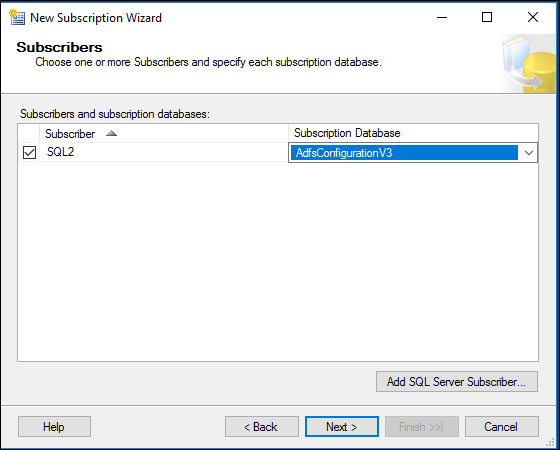 New Subscription Wizard
Subscribers
Choose one or more Subscribers and specify each subscription database.
Subscribers and subscription databases:
Subscriber Subscription Database
SQL2 AdfsConfigurationV3
Add SQL Server Subscriber...
Help < Back Next > Finish >>| Cancel